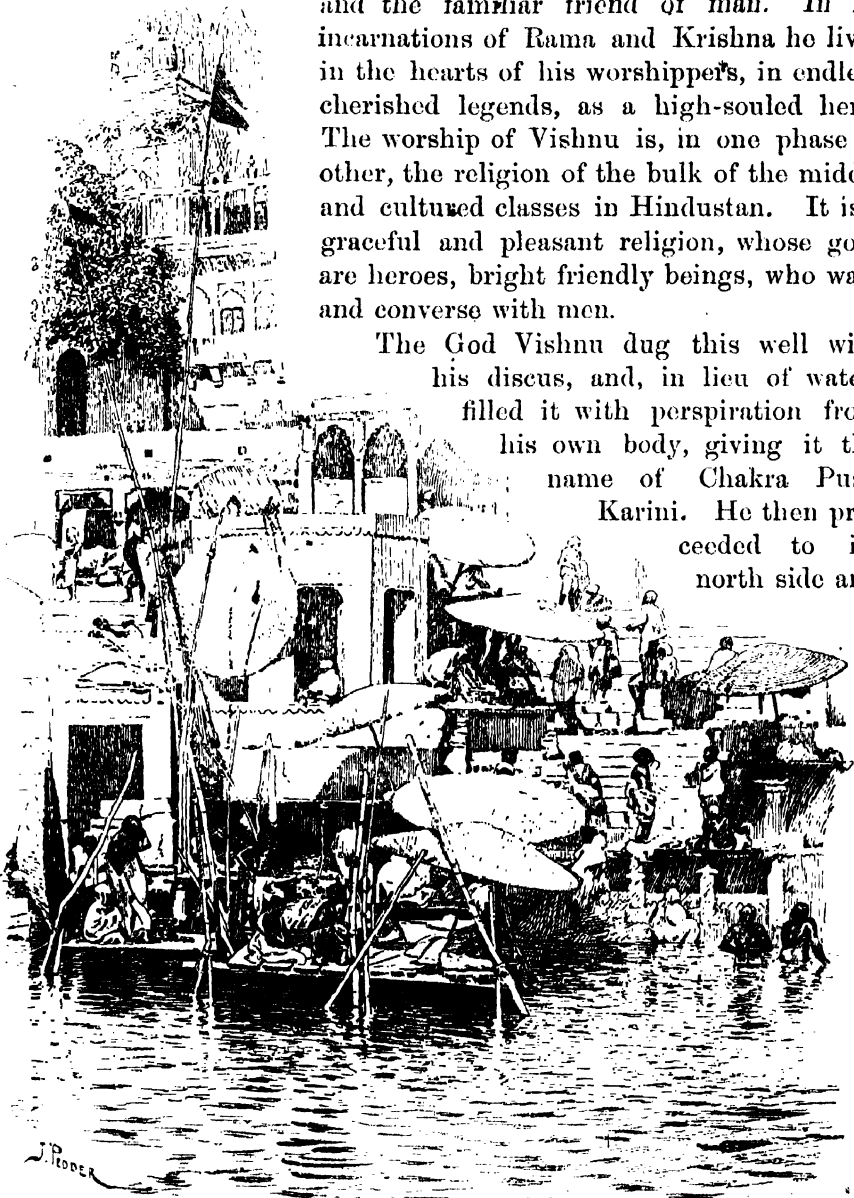 and the familiar friend of man. In
incarnations of Rama and Krishna he liv
in the hearts of his worshippers, in endle
cherished legends, as a high-souled her
The worship of Vishnu is, in one phase
other, the religion of the bulk of the midd
and cultured classes in Hindustan. It is
graceful and pleasant religion, whose go
are heroes, bright friendly beings, who wa
and converse with men.
The God Vishnu dug this well wi
his discus, and, in lieu of wate
filled it with perspiration fro
his own body, giving it th
name of Chakra Pus
Karini. He then pr
ceeded to i
north side an
J. Pedder